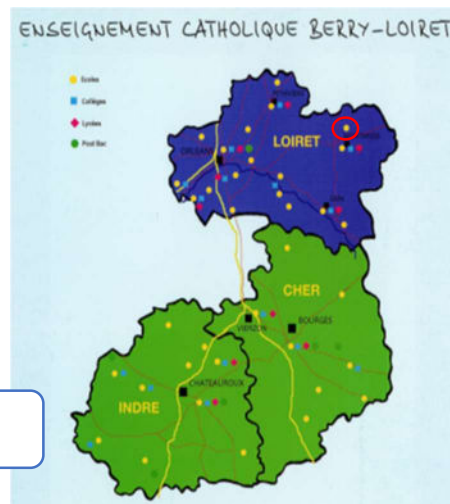 ENSEIGNEMENT CATHOLIQUE BERRY-LOIRET
Ecoles
Collèges
Lycées
Post Bac
LOIRET
ORLEANS
CHER
VIERZON
BOURGES
CHATEAUROUX
INDRE